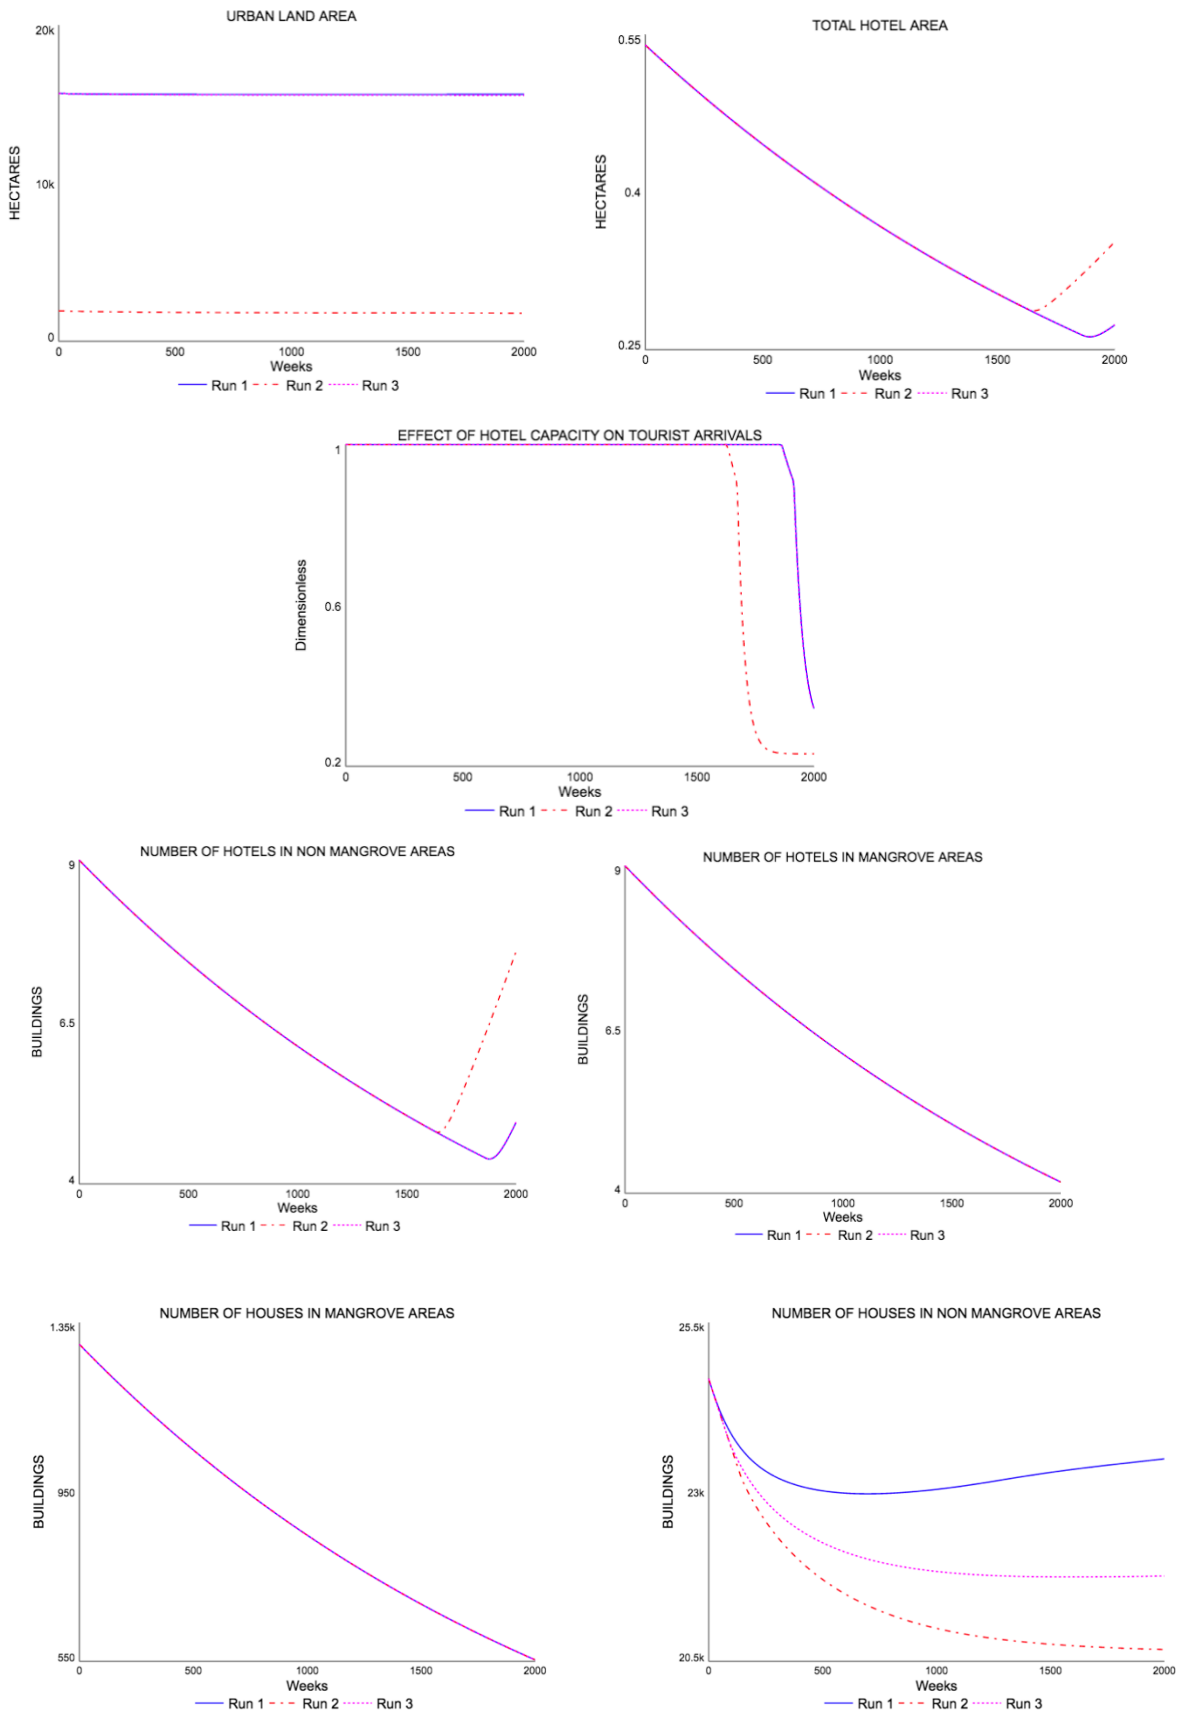 URBAN LAND AREA
20k
10k
0
HECTARES
0 500 1000 1500 2000
Weeks
Run 1 Run 2 Run 3
TOTAL HOTEL AREA
0.55
0.4
0.25
HECTARES
0 500 1000 1500 2000
Weeks
Run 1 Run 2 Run 3
EFFECT OF HOTEL CAPACITY ON TOURIST ARRIVALS
1
0.6
0.2
Dimensionless
0 500 1000 1500 2000
Weeks
Run 1 Run 2 Run 3
NUMBER OF HOTELS IN NON MANGROVE AREAS
9
6.5
4
BUILDINGS
0 500 1000 1500 2000
Weeks
Run 1 Run 2 Run 3
NUMBER OF HOTELS IN MANGROVE AREAS
9
6.5
4
BUILDINGS
0 500 1000 1500 2000
Weeks
Run 1 Run 2 Run 3
NUMBER OF HOUSES IN MANGROVE AREAS
1.35k
950
550
BUILDINGS
0 500 1000 1500 2000
Weeks
Run 1 Run 2 Run 3
NUMBER OF HOUSES IN NON MANGROVE AREAS
25.5k
23k
20.5k
BUILDINGS
0 500 1000 1500 2000
Weeks
Run 1 Run 2 Run 3